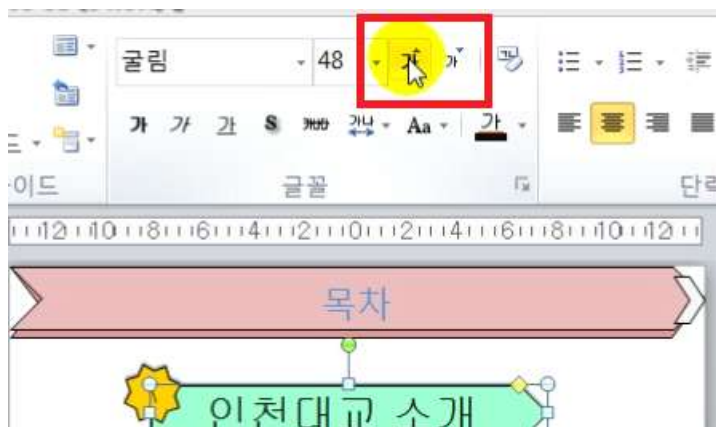 굴림 48 가 가
가 가 가 S 가나 Aa 가
이드 글꼴 단락
12 10 8 6 4 2 0 2 4 6 8 10 12
목차
인천대교 소개